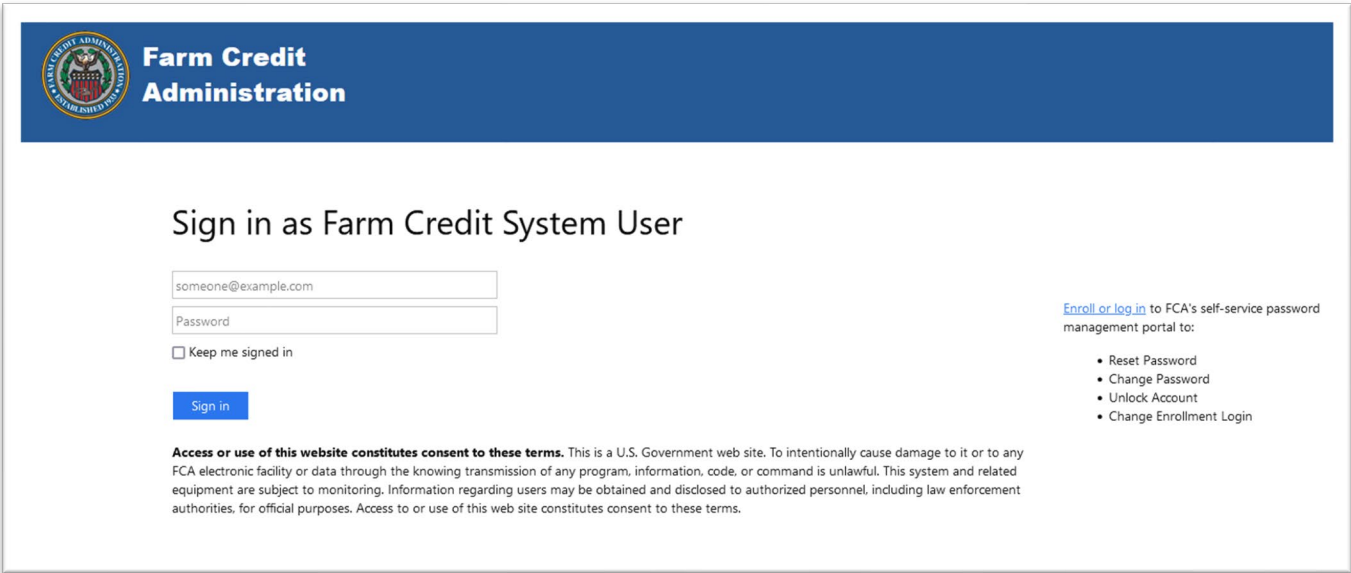 FARM CREDIT ADMINISTRATION
ESTABLISHED 1933
Farm Credit
Administration
Sign in as Farm Credit System User
someone@example.com
Password
Keep me signed in
Sign in
Enroll or log in to FCA's self-service password
management portal to:
• Reset Password
• Change Password
• Unlock Account
• Change Enrollment Login
Access or use of this website constitutes consent to these terms. This is a U.S. Government web site. To intentionally cause damage to it or to any
FCA electronic facility or data through the knowing transmission of any program, information, code, or command is unlawful. This system and related
equipment are subject to monitoring. Information regarding users may be obtained and disclosed to authorized personnel, including law enforcement
authorities, for official purposes. Access to or use of this web site constitutes consent to these terms.